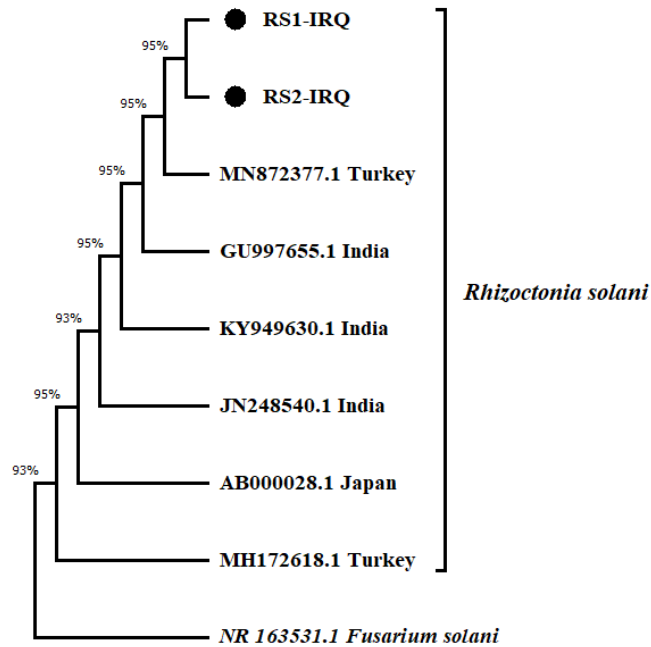 RS1-IRQ
95%
RS2-IRQ
95%
MN872377.1 Turkey
95%
GU997655.1 India
95%
Rhizoctonia solani
KY949630.1 India
93%
JN248540.1 India
95%
AB000028.1 Japan
93%
MH172618.1 Turkey
NR 163531.1 Fusarium solani